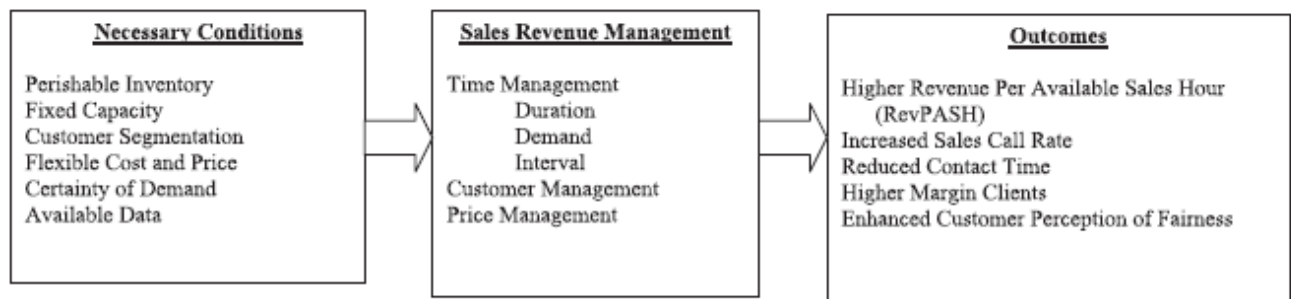 Necessary Conditions
Perishable Inventory
Fixed Capacity
Customer Segmentation
Flexible Cost and Price
Certainty of Demand
Available Data
Sales Revenue Management
Time Management
Duration
Demand
Interval
Customer Management
Price Management
Outcomes
Higher Revenue Per Available Sales Hour
(RevPASH)
Increased Sales Call Rate
Reduced Contact Time
Higher Margin Clients
Enhanced Customer Perception of Fairness